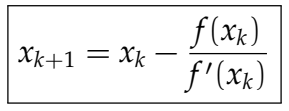 x_{k+1} = x_k - \frac{f(x_k)}{f'(x_k)}